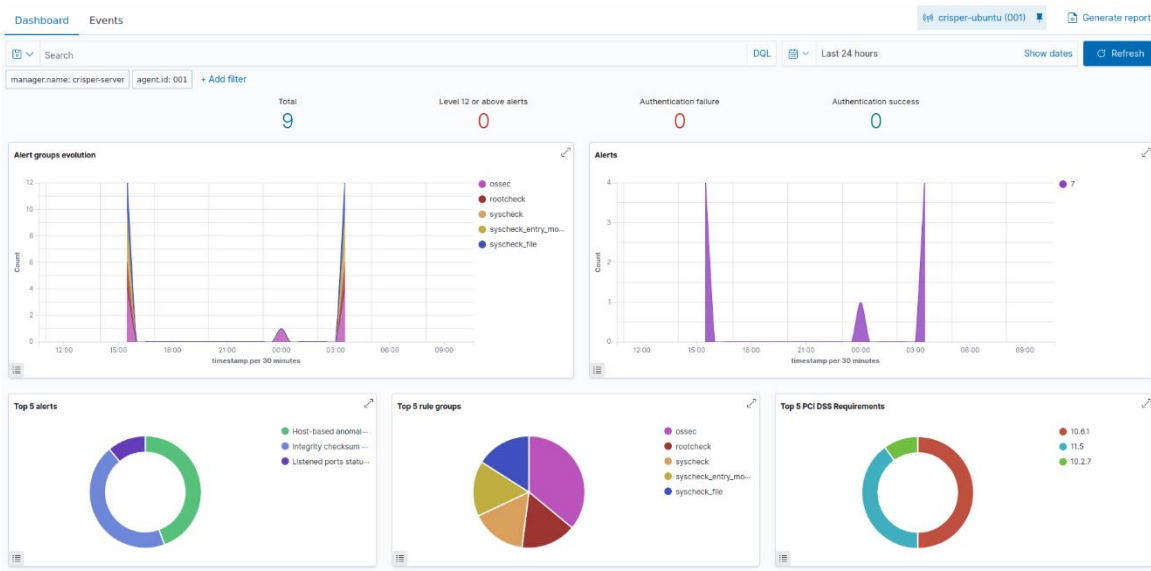 Dashboard Events crisper-ubuntu (001) Generate report
Search DQL Last 24 hours Show dates Refresh
manager.name: crisper-server agent.id: 001 + Add filter
Total Level 12 or above alerts Authentication failure Authentication success
9 0 0 0
Alert groups evolution
12
10
8
6
4
2
0
Count
12:00 15:00 18:00 21:00 00:00 03:00 06:00 09:00
timestamp per 30 minutes
ossec
rootcheck
syscheck
syscheck_entry_mo...
syscheck_file
Alerts
4
3
2
1
0
Count
12:00 15:00 18:00 21:00 00:00 03:00 06:00 09:00
timestamp per 30 minutes
7
Top 5 alerts
Host-based anomal...
Integrity checksum ...
Listened ports statu...
Top 5 rule groups
ossec
rootcheck
syscheck
syscheck_entry_mo...
syscheck_file
Top 5 PCI DSS Requirements
10.6.1
11.5
10.2.7